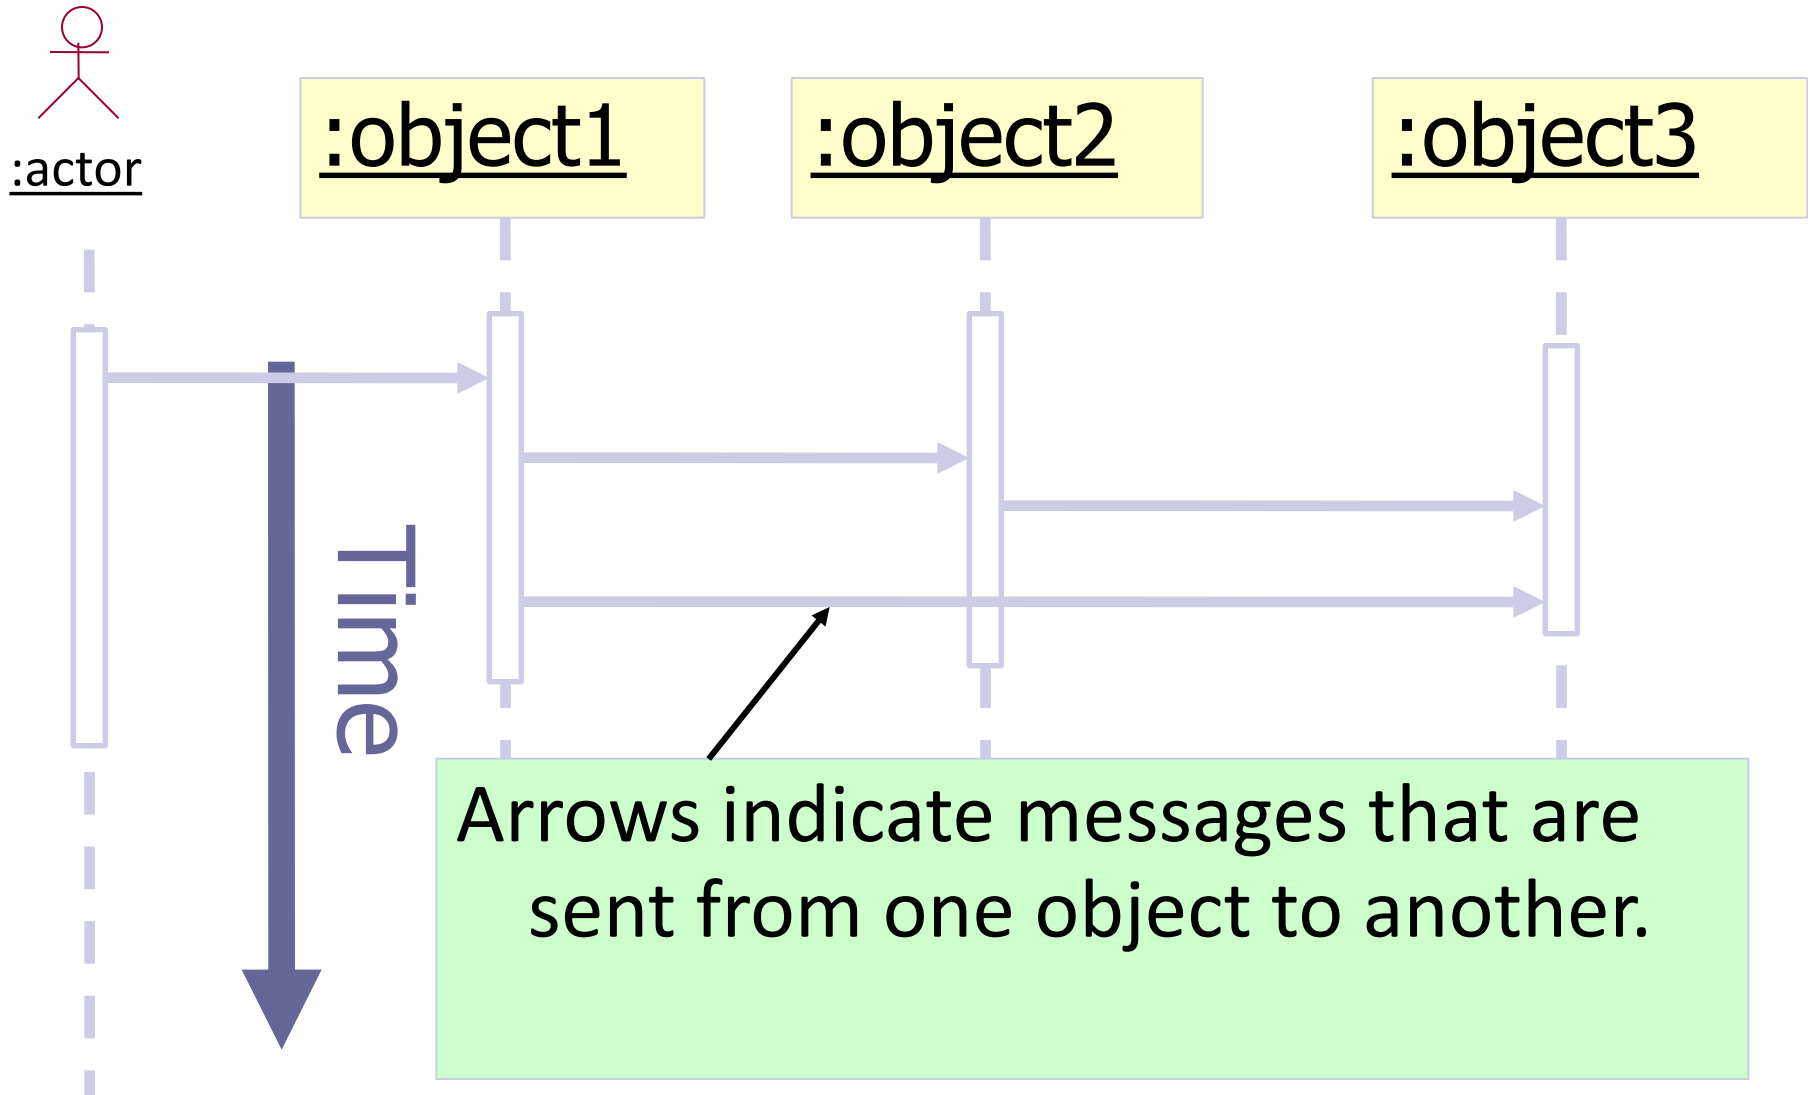 :actor
:object1
:object2
:object3
Time
Arrows indicate messages that are
sent from one object to another.